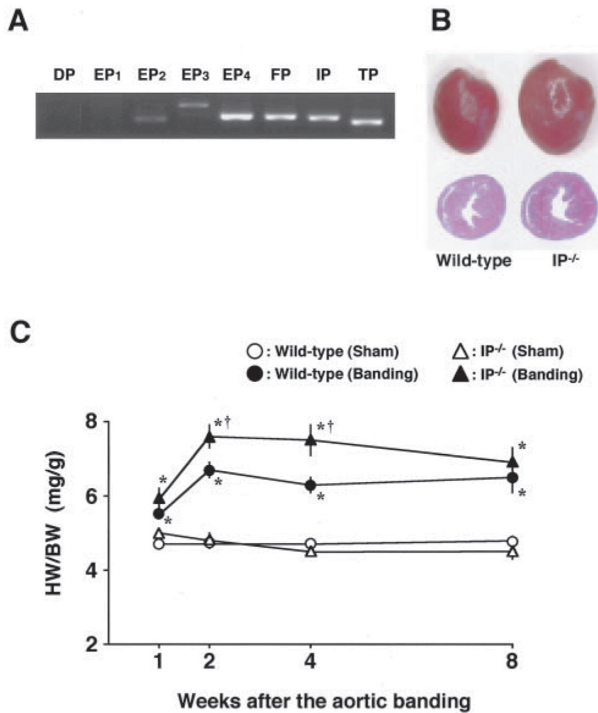 A
DP EP1 EP2 EP3 EP4 FP IP TP
B
Wild-type IP-/-
C
○: Wild-type (Sham) △: IP-/- (Sham)
●: Wild-type (Banding) ▲: IP-/- (Banding)
HW/BW (mg/g)
8
6
4
2
*†
*†
*
*
*
*
*
*
1 2 4 8
Weeks after the aortic banding